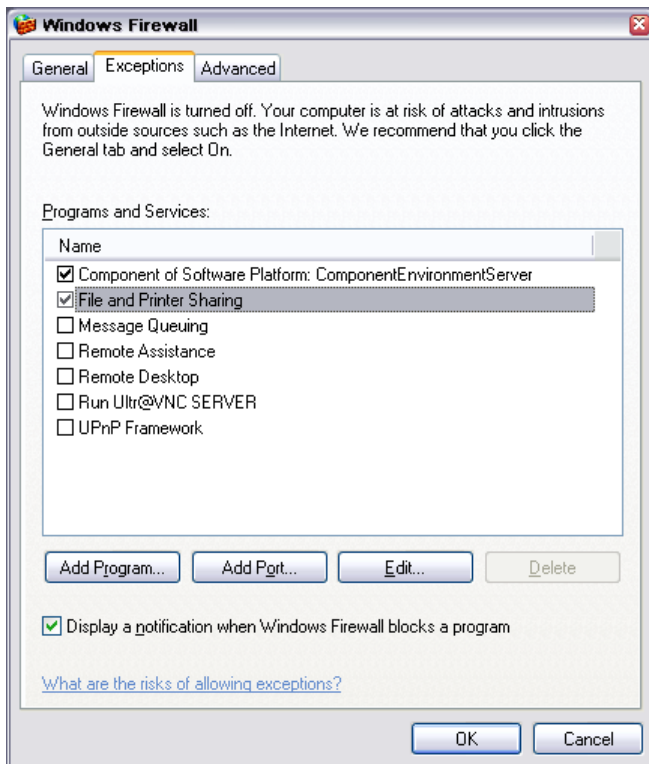 Windows Firewall
General Exceptions Advanced
Windows Firewall is turned off. Your computer is at risk of attacks and intrusions
from outside sources such as the Internet. We recommend that you click the
General tab and select On.
Programs and Services:
Name
Component of Software Platform: ComponentEnvironmentServer
File and Printer Sharing
Message Queuing
Remote Assistance
Remote Desktop
Run Ultr@VNC SERVER
UPnP Framework
Add Program... Add Port... Edit... Delete
Display a notification when Windows Firewall blocks a program
What are the risks of allowing exceptions?
OK Cancel